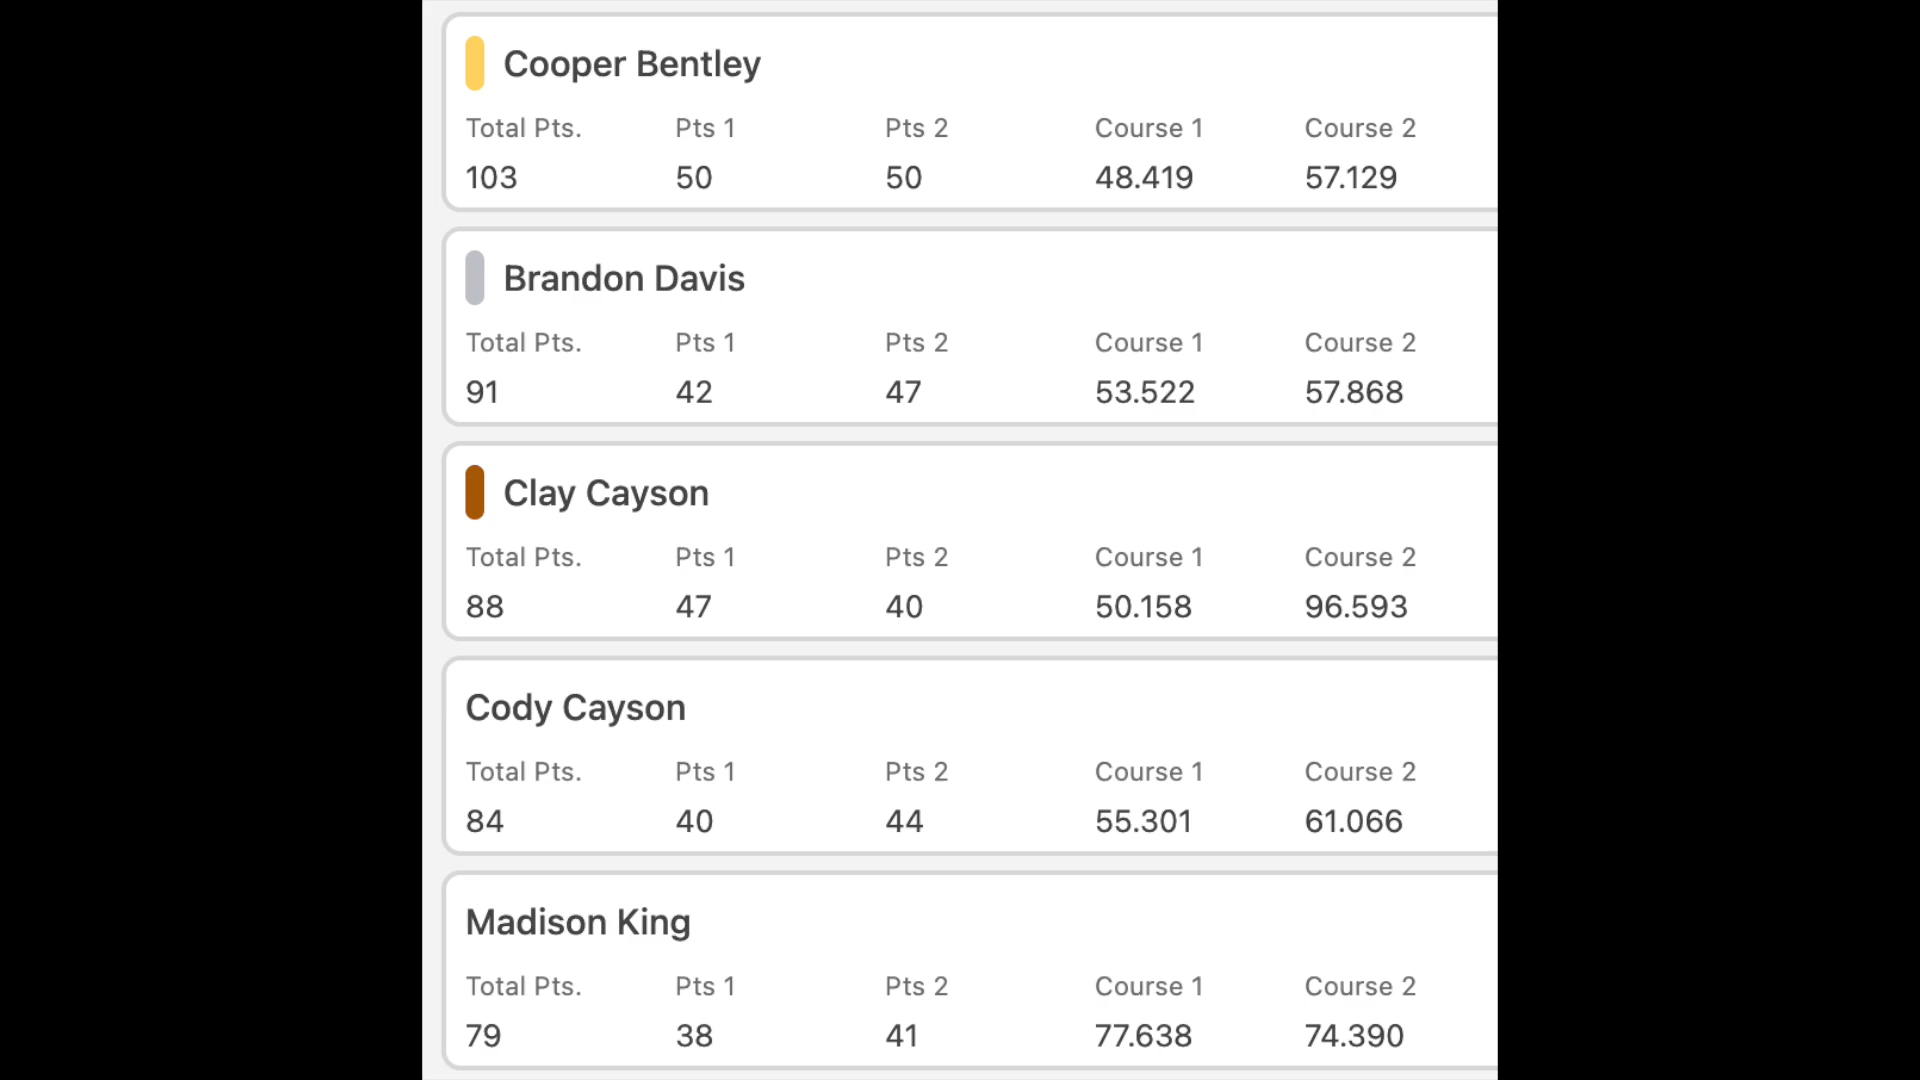 Cooper Bentley
Total Pts. Pts 1 Pts 2 Course 1 Course 2
103 50 50 48.419 57.129
Brandon Davis
Total Pts. Pts 1 Pts 2 Course 1 Course 2
91 42 47 53.522 57.868
Clay Cayson
Total Pts. Pts 1 Pts 2 Course 1 Course 2
88 47 40 50.158 96.593
Cody Cayson
Total Pts. Pts 1 Pts 2 Course 1 Course 2
84 40 44 55.301 61.066
Madison King
Total Pts. Pts 1 Pts 2 Course 1 Course 2
79 38 41 77.638 74.390